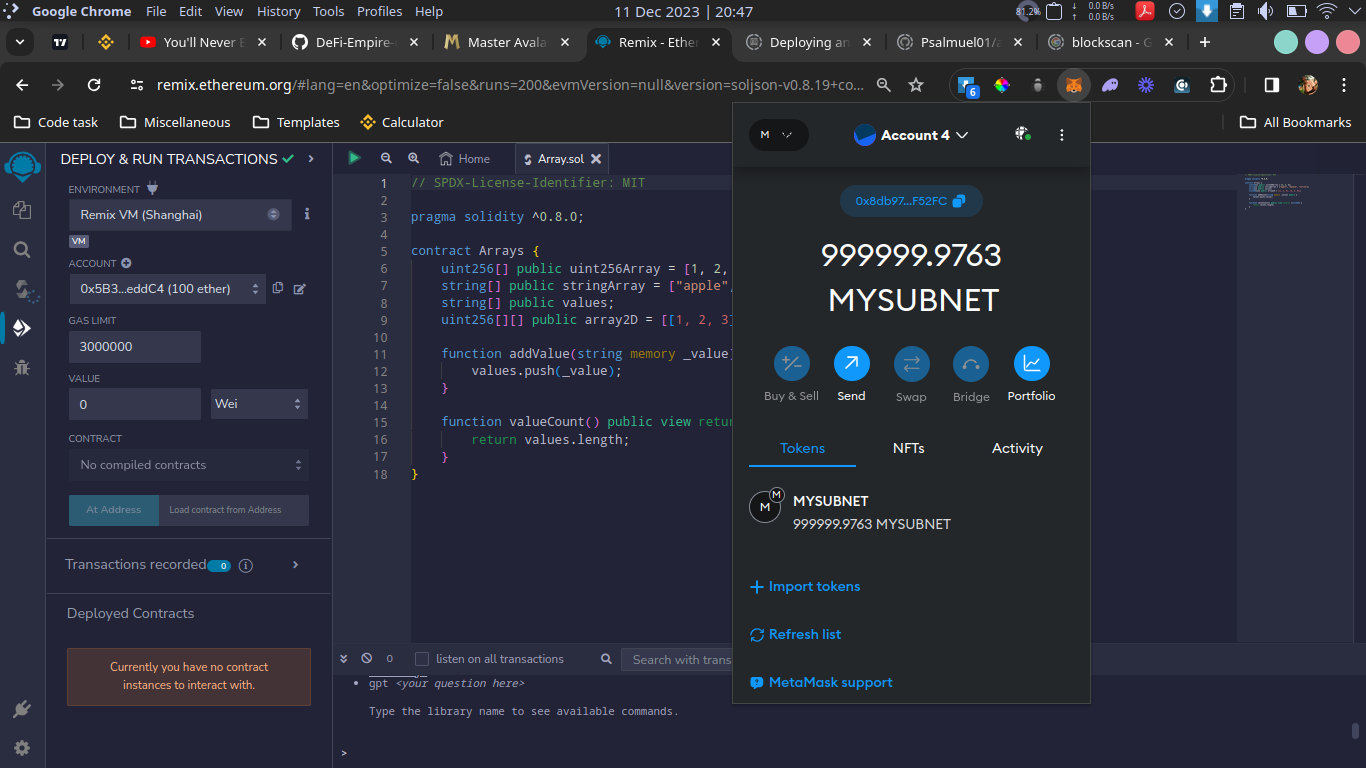 Google Chrome File Edit View History Tools Profiles Help 11 Dec 2023 | 20:47 81.2% 0.0 B/s
0.0 B/s
You'll Never E DeFi-Empire- Master Avala Remix - Ether Deploying an Psalmuel01/a blockscan - G
remix.ethereum.org/#lang=en&optimize=false&runs=200&evmVersion=null&version=soljson-v0.8.19+co... 6
Code task Miscellaneous Templates Calculator All Bookmarks
DEPLOY & RUN TRANSACTIONS
ENVIRONMENT
Remix VM (Shanghai)
VM
ACCOUNT
0x5B3...eddC4 (100 ether)
GAS LIMIT
3000000
VALUE
0 Wei
CONTRACT
No compiled contracts
At Address Load contract from Address
Transactions recorded 0
Deployed Contracts
Currently you have no contract
instances to interact with.
Home Array.sol
1 // SPDX-License-Identifier: MIT
2
3 pragma solidity ^0.8.0;
4
5 contract Arrays {
6 uint256[] public uint256Array = [1, 2,
7 string[] public stringArray = ["apple",
8 string[] public values;
9 uint256[][] public array2D = [[1, 2, 3]
10
11 function addValue(string memory _value)
12 values.push(_value);
13 }
14
15 function valueCount() public view retur
16 return values.length;
17 }
18 }
0 listen on all transactions Search with trans
gpt <your question here>
Type the library name to see available commands.
>
M Account 4
0x8db97...F52FC
999999.9763
MYSUBNET
Buy & Sell Send Swap Bridge Portfolio
Tokens NFTs Activity
M M MYSUBNET
999999.9763 MYSUBNET
Import tokens
Refresh list
MetaMask support